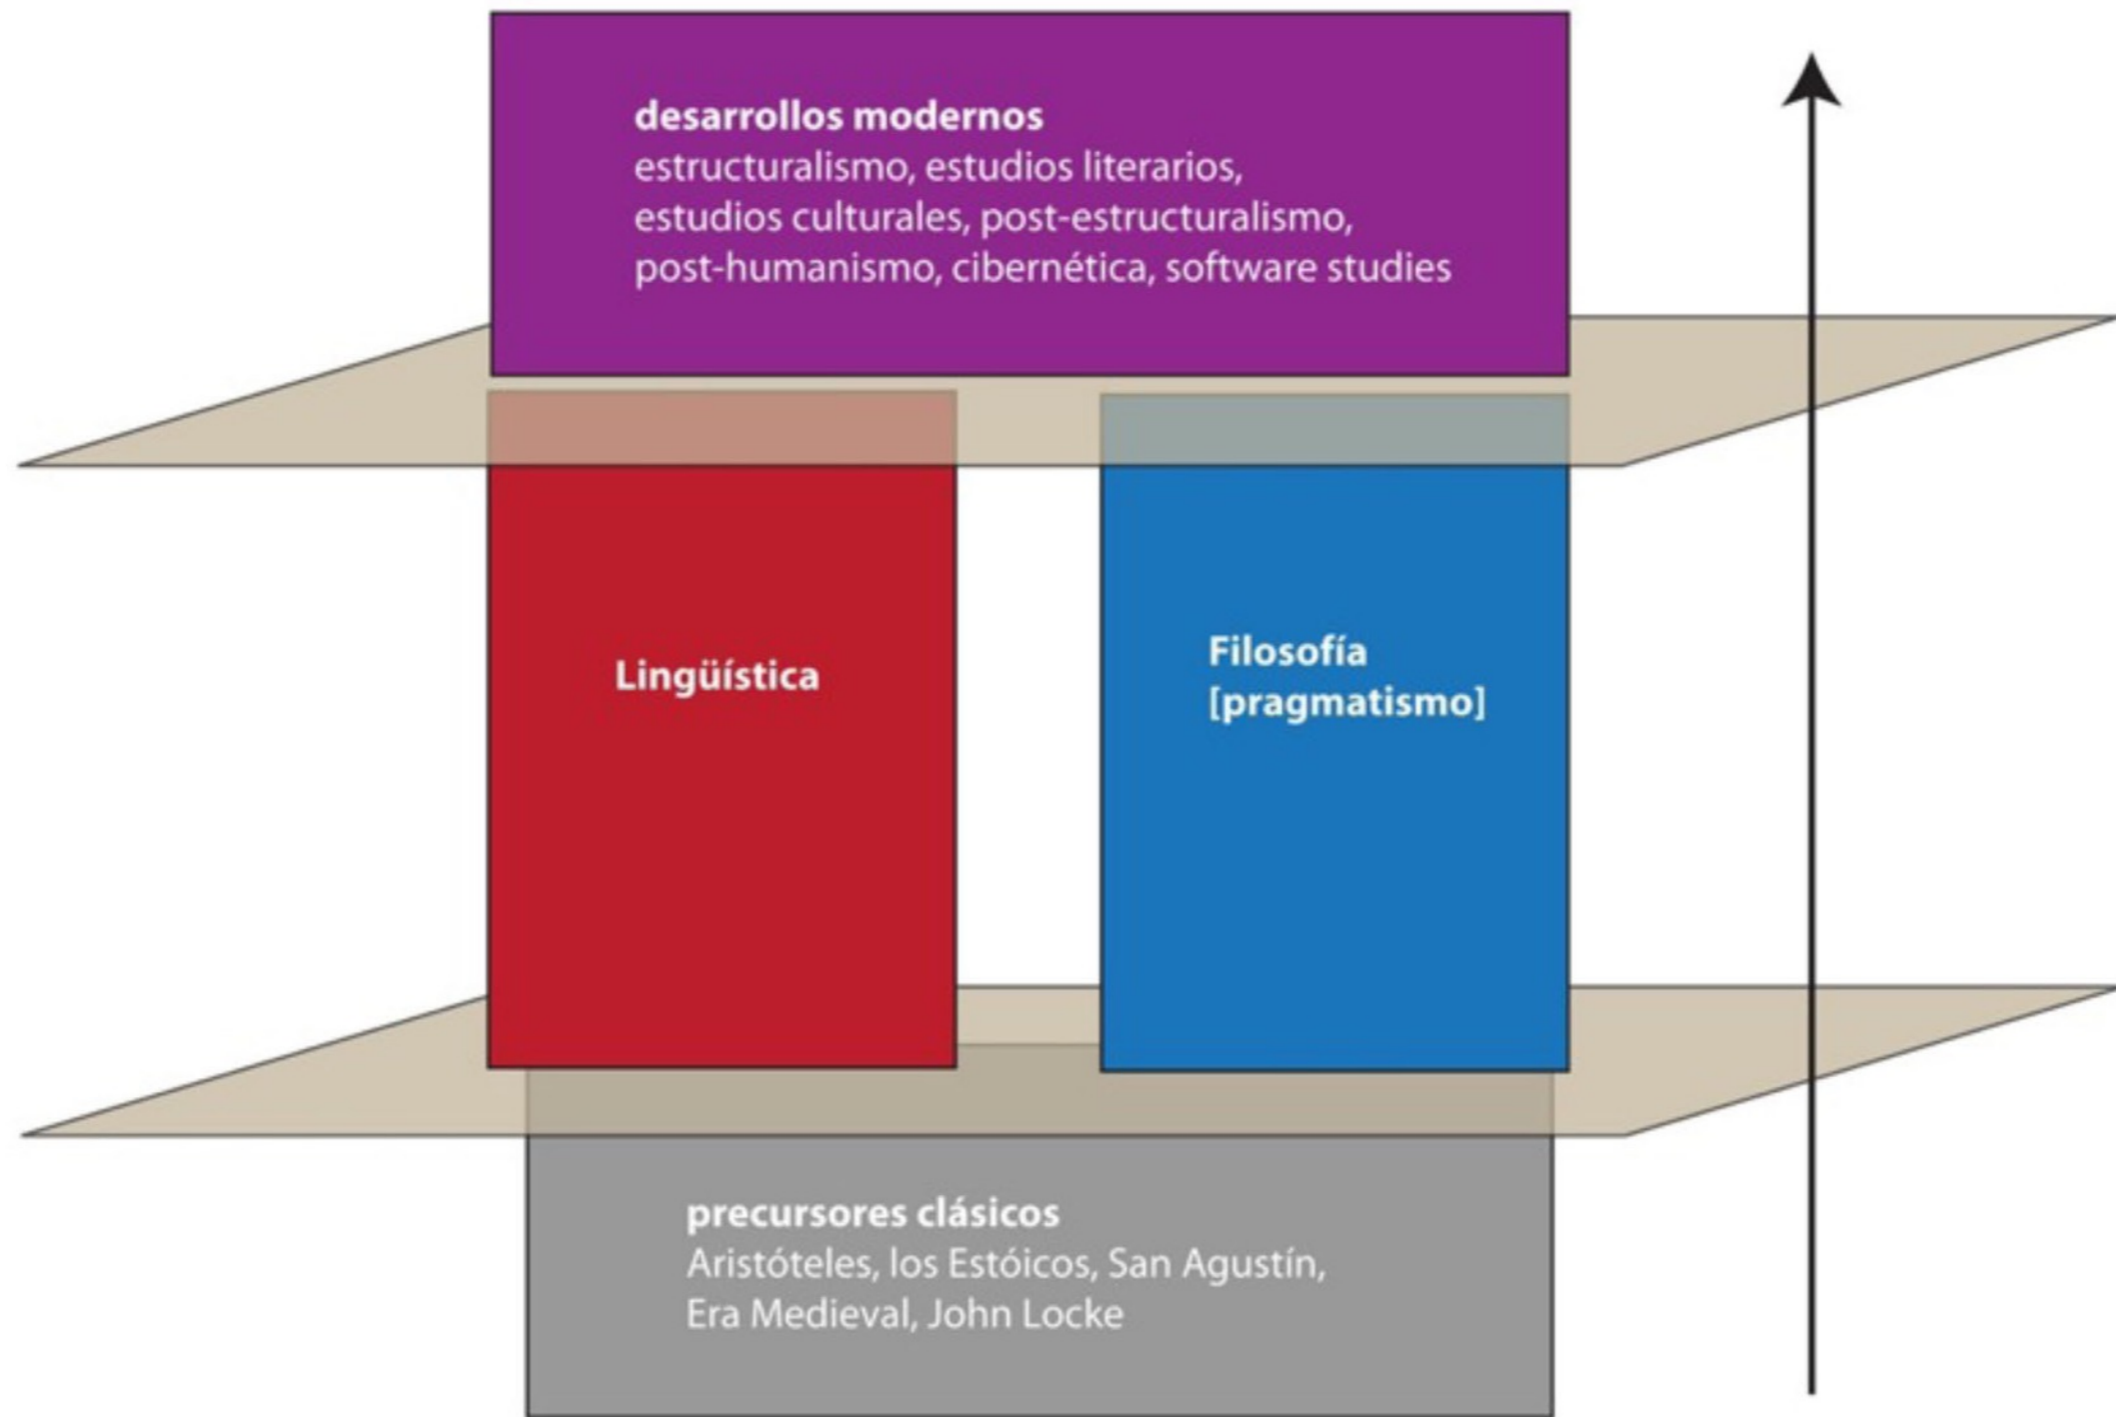 desarrollos modernos
estructuralismo, estudios literarios,
estudios culturales, post-estructuralismo,
post-humanismo, cibernética, software studies
Lingüística
Filosofía
[pragmatismo]
precursores clásicos
Aristóteles, los Estóicos, San Agustín,
Era Medieval, John Locke